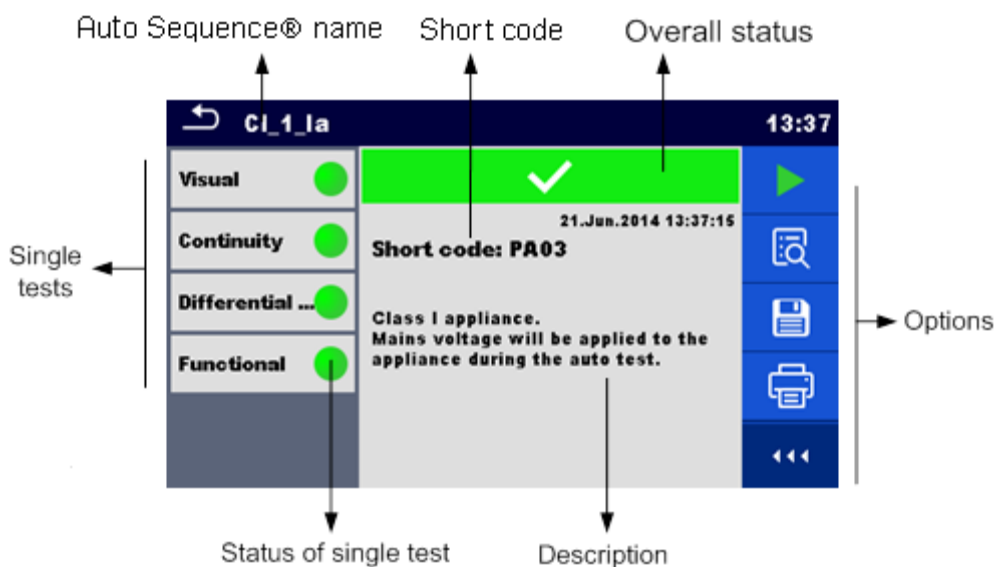 Auto Sequence® name Short code Overall status
Cl_1_Ia 13:37
Visual
21.Jun.2014 13:37:15
Continuity
Short code: PA03
Single
tests
Differential ...
Class I appliance.
Mains voltage will be applied to the
appliance during the auto test.
Functional
Options
Status of single test Description